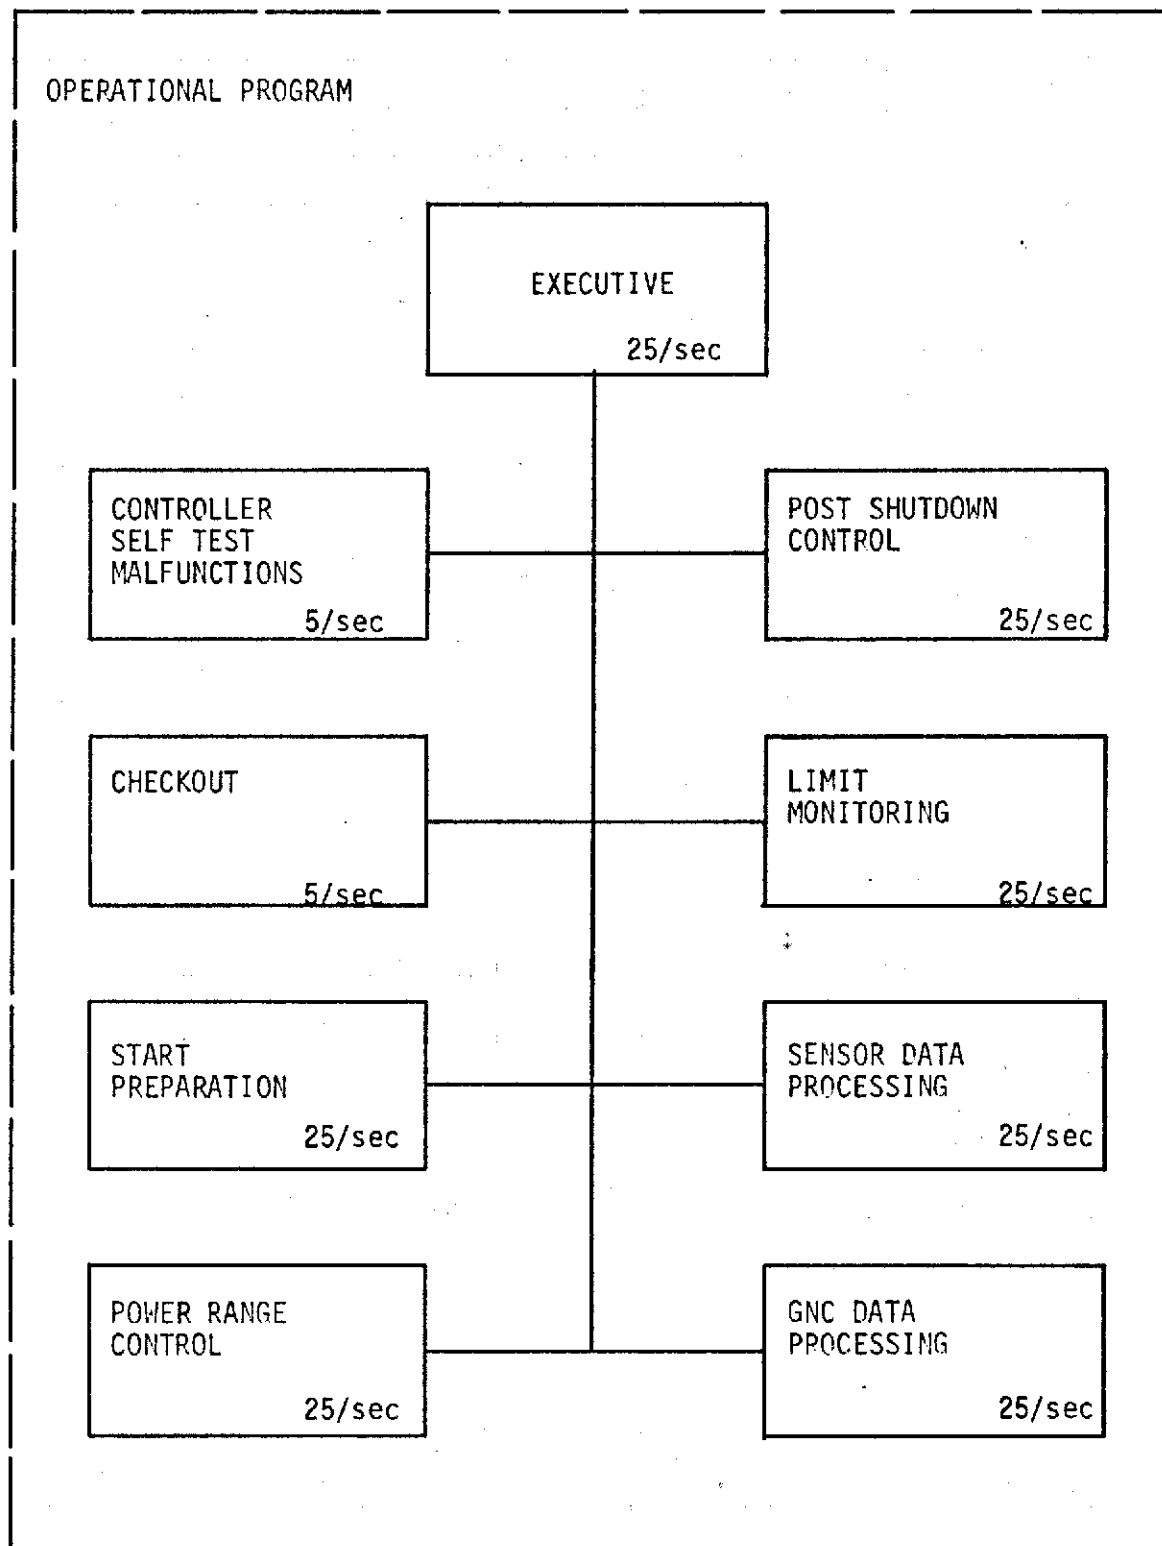 OPERATIONAL PROGRAM
EXECUTIVE
25/sec
CONTROLLER
SELF TEST
MALFUNCTIONS
5/sec
POST SHUTDOWN
CONTROL
25/sec
CHECKOUT
5/sec
LIMIT
MONITORING
25/sec
START
PREPARATION
25/sec
SENSOR DATA
PROCESSING
25/sec
POWER RANGE
CONTROL
25/sec
GNC DATA
PROCESSING
25/sec